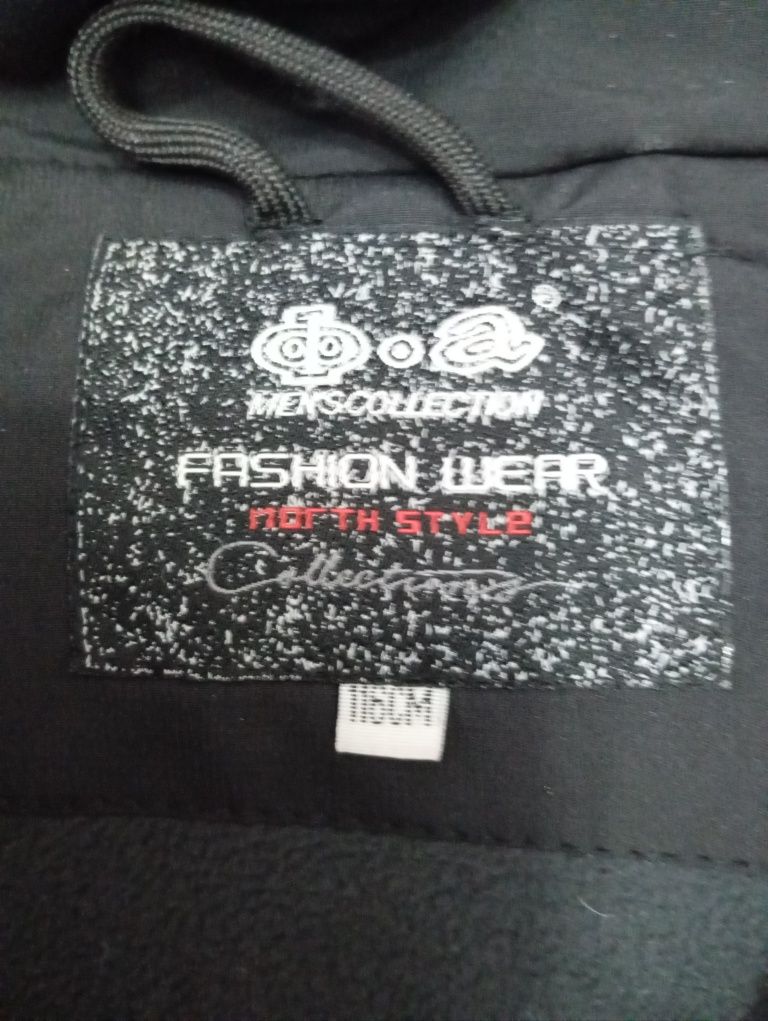 ®
MEN'S COLLECTION
FASHION WEAR
NORTH STYLE
Collections
116CM